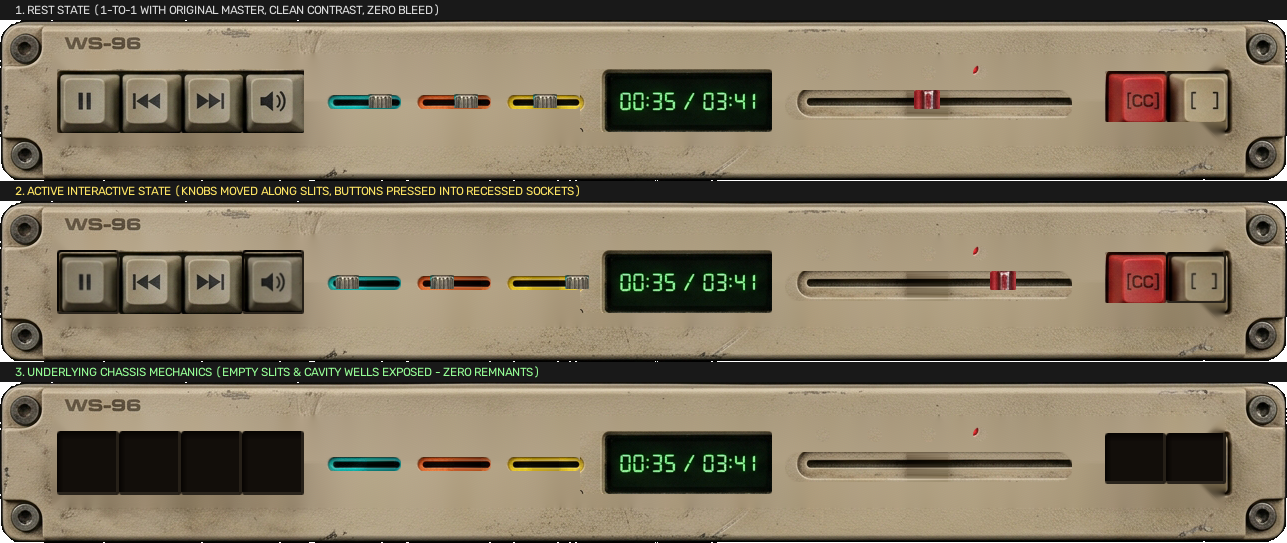 1. REST STATE (1-TO-1 WITH ORIGINAL MASTER, CLEAN CONTRAST, ZERO BLEED)
WS-96
00:35 / 03:41
[CC]
[ ]
2. ACTIVE INTERACTIVE STATE (KNOBS MOVED ALONG SLITS, BUTTONS PRESSED INTO RECESSED SOCKETS)
WS-96
00:35 / 03:41
[CC]
[ ]
3. UNDERLYING CHASSIS MECHANICS (EMPTY SLITS & CAVITY WELLS EXPOSED - ZERO REMNANTS)
WS-96
00:35 / 03:41